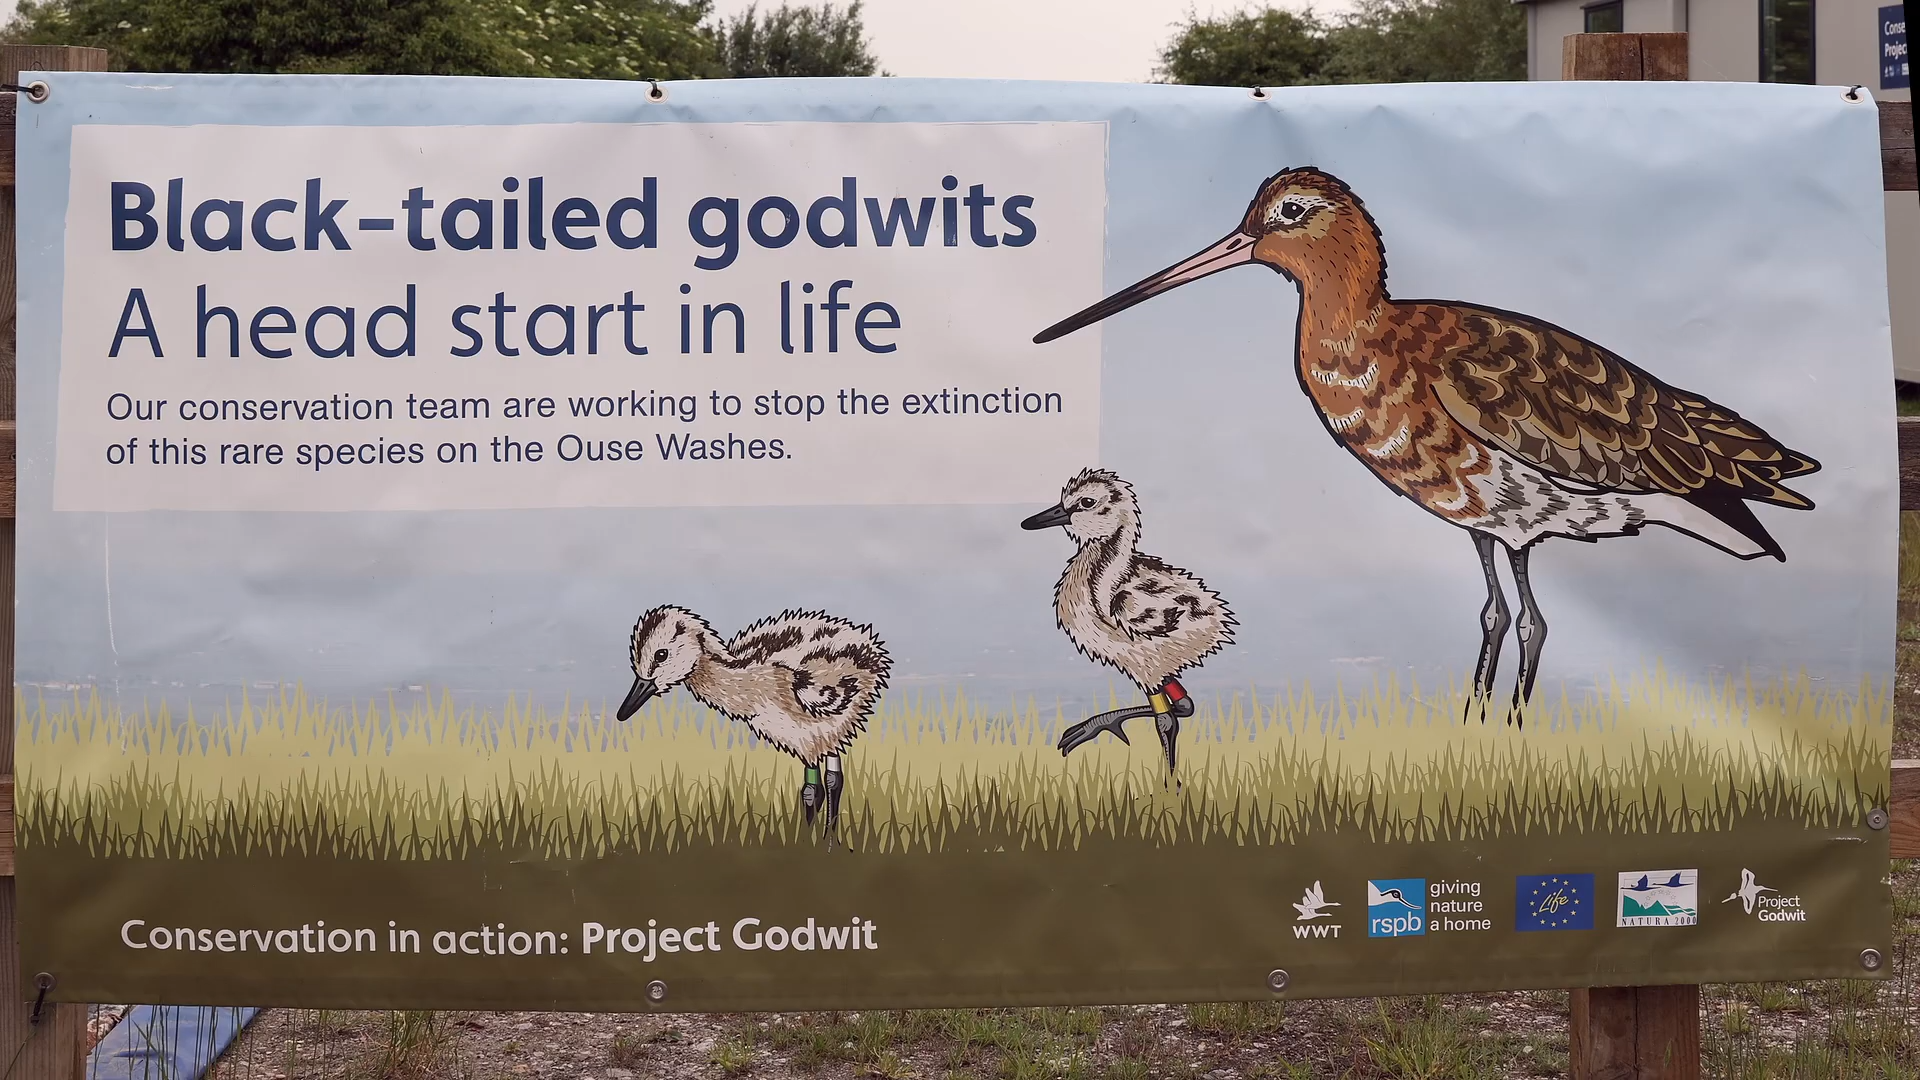 Black-tailed godwits
A head start in life
Our conservation team are working to stop the extinction
of this rare species on the Ouse Washes.
Conservation in action: Project Godwit
WWT
rspb
giving
nature
a home
Life
NATURA 2000
Project
Godwit
Conse
Projec